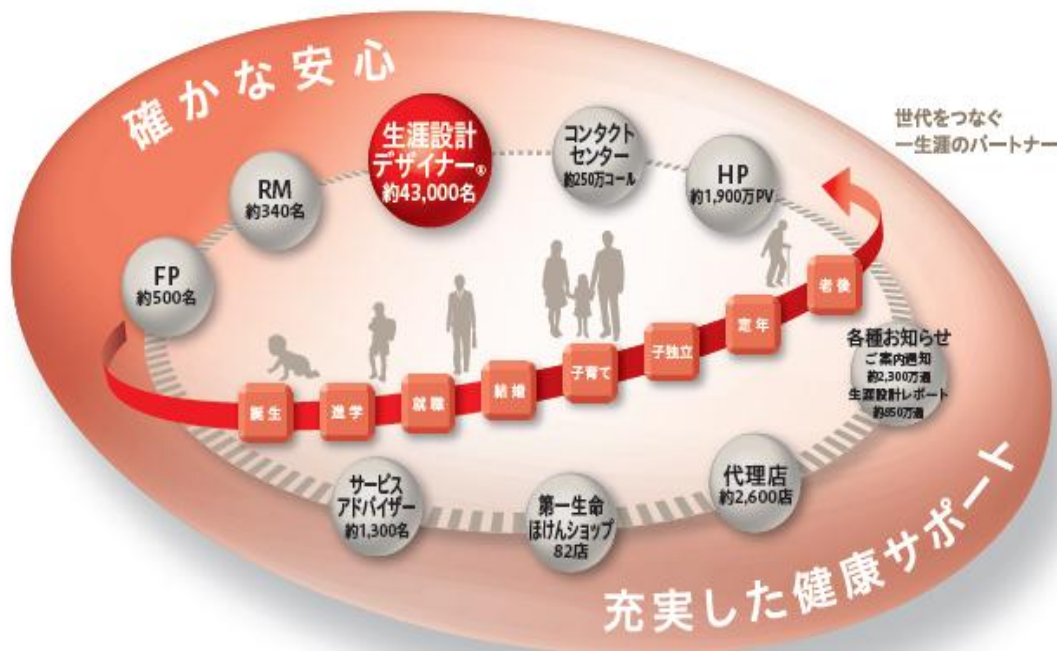 確かな安心
生涯設計
デザイナー®
約43,000名
コンタクト
センター
約250万コール
HP
約1,900万PV
世代をつなぐ
一生涯のパートナー
RM
約340名
FP
約500名
誕生
進学
就職
結婚
子育て
子独立
定年
老後
各種お知らせ
ご案内通知
約2,300万通
生涯設計レポート
約850万通
サービス
アドバイザー
約1,300名
第一生命
ほけんショップ
82店
代理店
約2,600店
充実した健康サポート